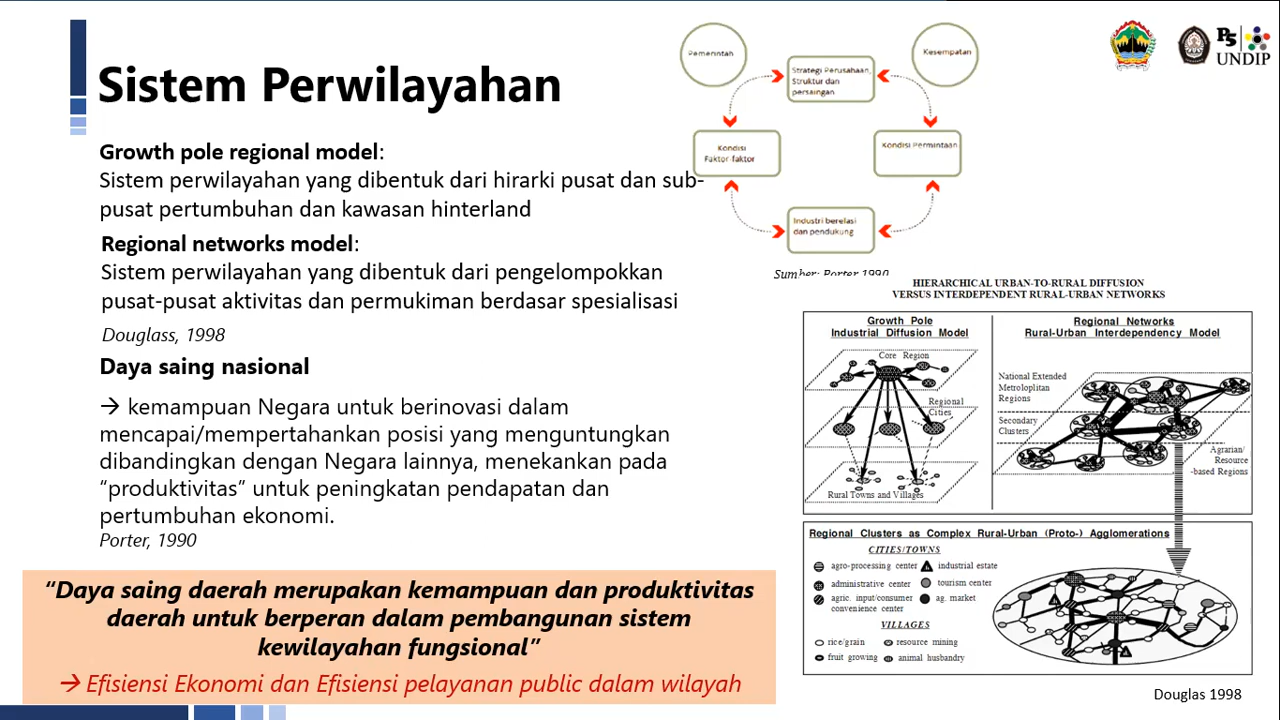 Sistem Perwilayahan
Growth pole regional model:
Sistem perwilayahan yang dibentuk dari hirarki pusat dan sub-
pusat pertumbuhan dan kawasan hinterland
Regional networks model:
Sistem perwilayahan yang dibentuk dari pengelompokkan
pusat-pusat aktivitas dan permukiman berdasar spesialisasi
Douglass, 1998
Daya saing nasional
→ kemampuan Negara untuk berinovasi dalam
mencapai/mempertahankan posisi yang menguntungkan
dibandingkan dengan Negara lainnya, menekankan pada
“produktivitas” untuk peningkatan pendapatan dan
pertumbuhan ekonomi.
Porter, 1990
“Daya saing daerah merupakan kemampuan dan produktivitas
daerah untuk berperan dalam pembangunan sistem
kewilayahan fungsional”
→ Efisiensi Ekonomi dan Efisiensi pelayanan public dalam wilayah
Pemerintah
Kesempatan
Strategi Perusahaan,
Struktur dan
persaingan
Kondisi
Faktor-faktor
Kondisi Permintaan
Industri berelasi
dan pendukung
Sumber: Porter 1990
PS
UNDIP
HIERARCHICAL URBAN-TO-RURAL DIFFUSION
VERSUS INTERDEPENDENT RURAL-URBAN NETWORKS
Growth Pole
Industrial Diffusion Model
Core Region
Regional
Cities
Rural Towns and Villages
Regional Networks
Rural-Urban Interdependency Model
National Extended
Metroloplitan
Regions
Secondary
Clusters
Agrarian/
Resource
-based Regions
Regional Clusters as Complex Rural-Urban (Proto-) Agglomerations
CITIES/TOWNS
agro-processing center
industrial estate
administrative center
tourism center
agric. input/consumer
convenience center
ag. market
VILLAGES
rice/grain
resource mining
fruit growing
animal husbandry
Douglas 1998